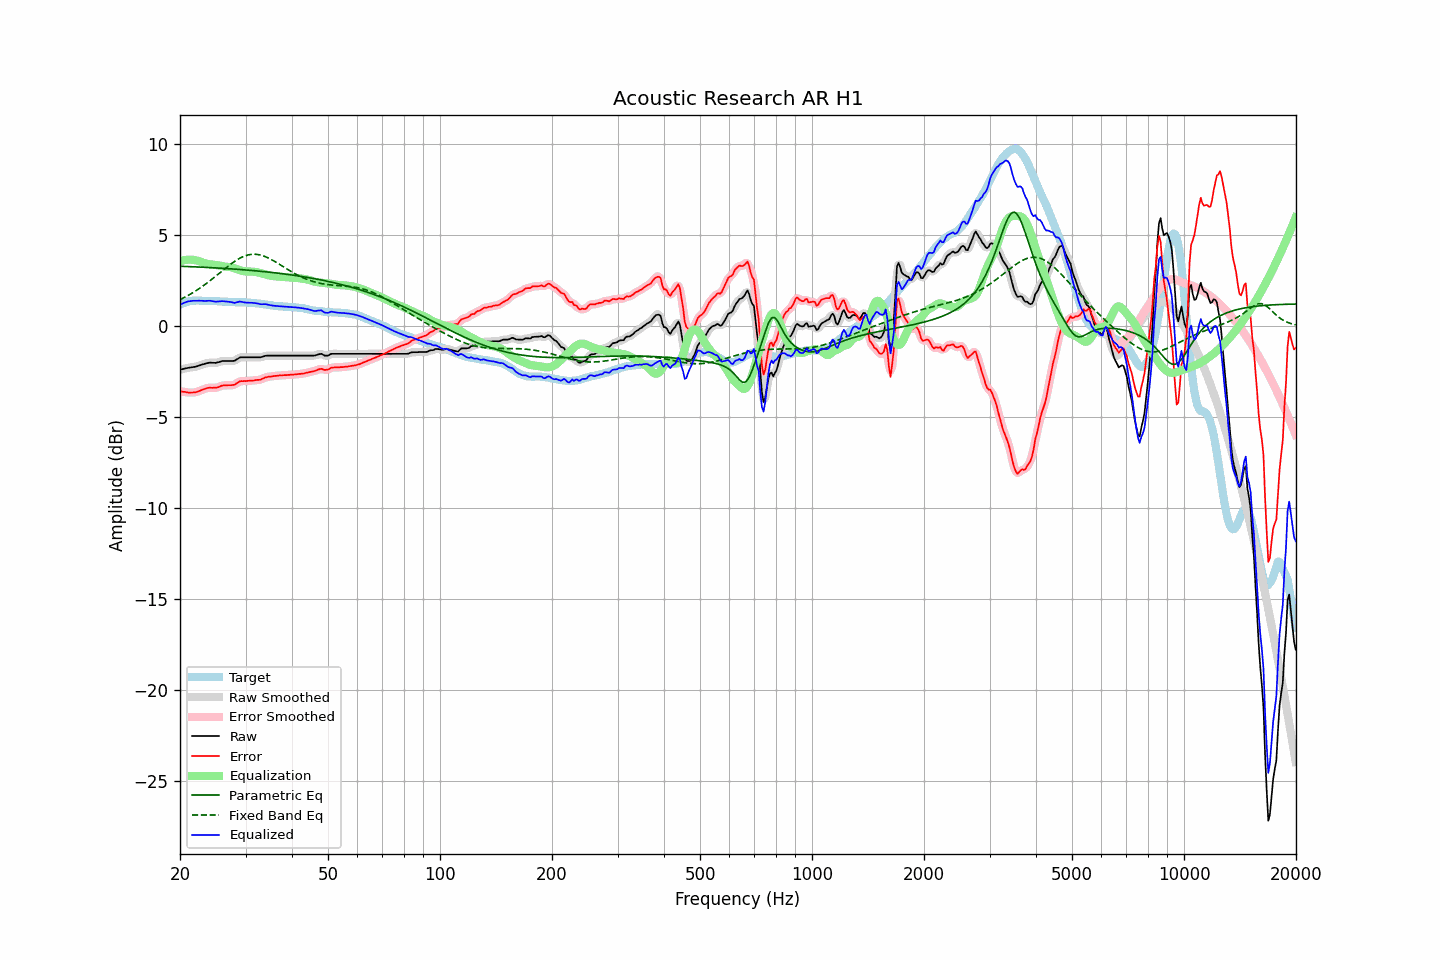 Acoustic Research AR H1
Amplitude (dBr)
10
5
0
−5
−10
−15
−20
−25
Target
Raw Smoothed
Error Smoothed
Raw
Error
Equalization
Parametric Eq
Fixed Band Eq
Equalized
20 50 100 200 500 1000 2000 5000 10000 20000
Frequency (Hz)